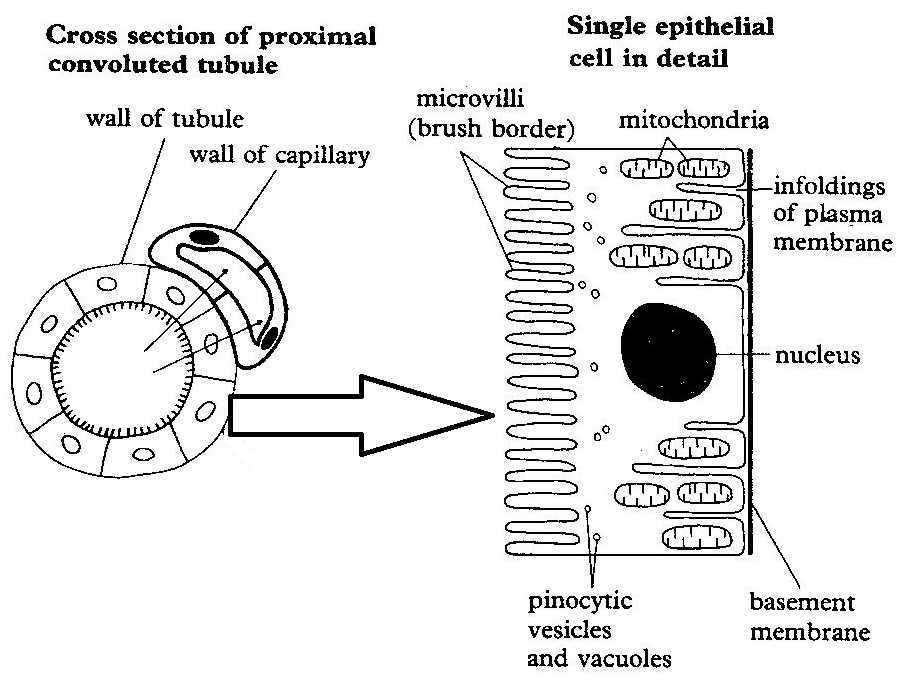 Cross section of proximal
convoluted tubule
wall of tubule
wall of capillary
Single epithelial
cell in detail
microvilli
(brush border)
mitochondria
infoldings
of plasma
membrane
nucleus
pinocytic
vesicles
and vacuoles
basement
membrane